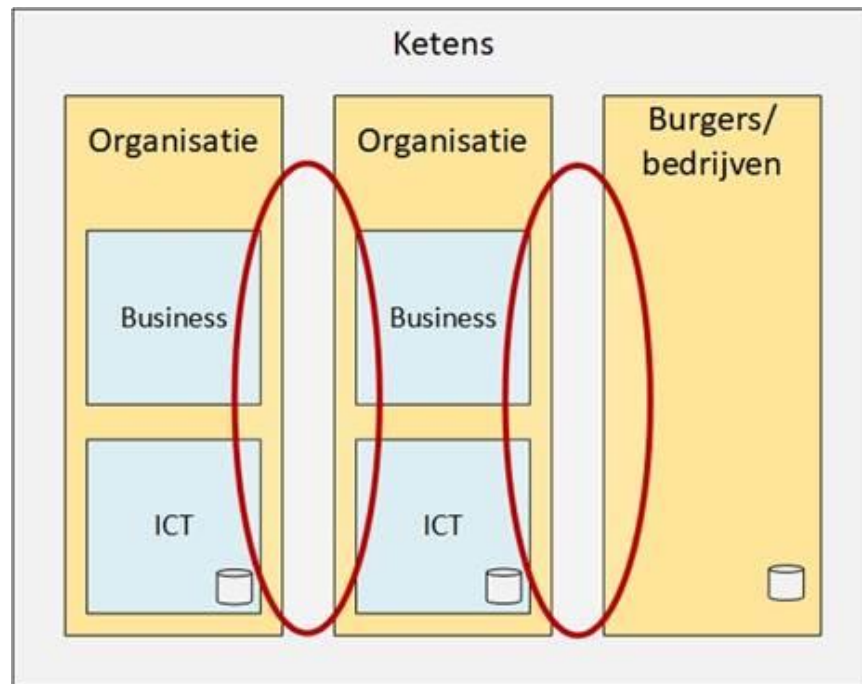 Ketens
Organisatie
Organisatie
Burgers/
bedrijven
Business
Business
ICT
ICT